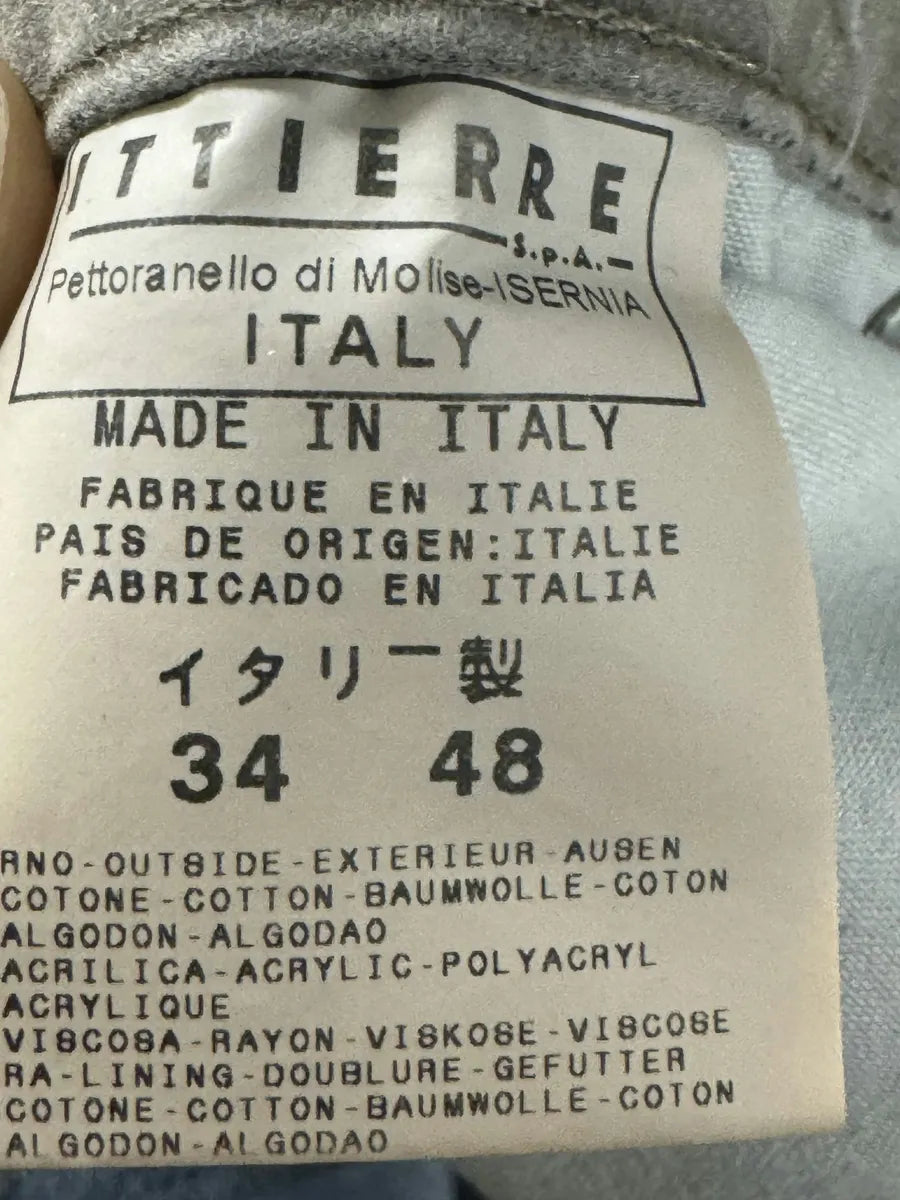 ITTIERRE
S.p.A.
Pettoranello di Molise-ISERNIA
ITALY
MADE IN ITALY
FABRIQUE EN ITALIE
PAIS DE ORIGEN:ITALIE
FABRICADO EN ITALIA
イタリー製
34 48
RNO-OUTSIDE-EXTERIEUR-AUSEN
COTONE-COTTON-BAUMWOLLE-COTON
ALGODON-ALGODAO
ACRILICA-ACRYLIC-POLYACRYL
ACRYLIQUE
VISCOSA-RAYON-VISKOSE-VISCOSE
RA-LINING-DOUBLURE-GEFUTTER
COTONE-COTTON-BAUMWOLLE-COTON
ALGODON-ALGODAO